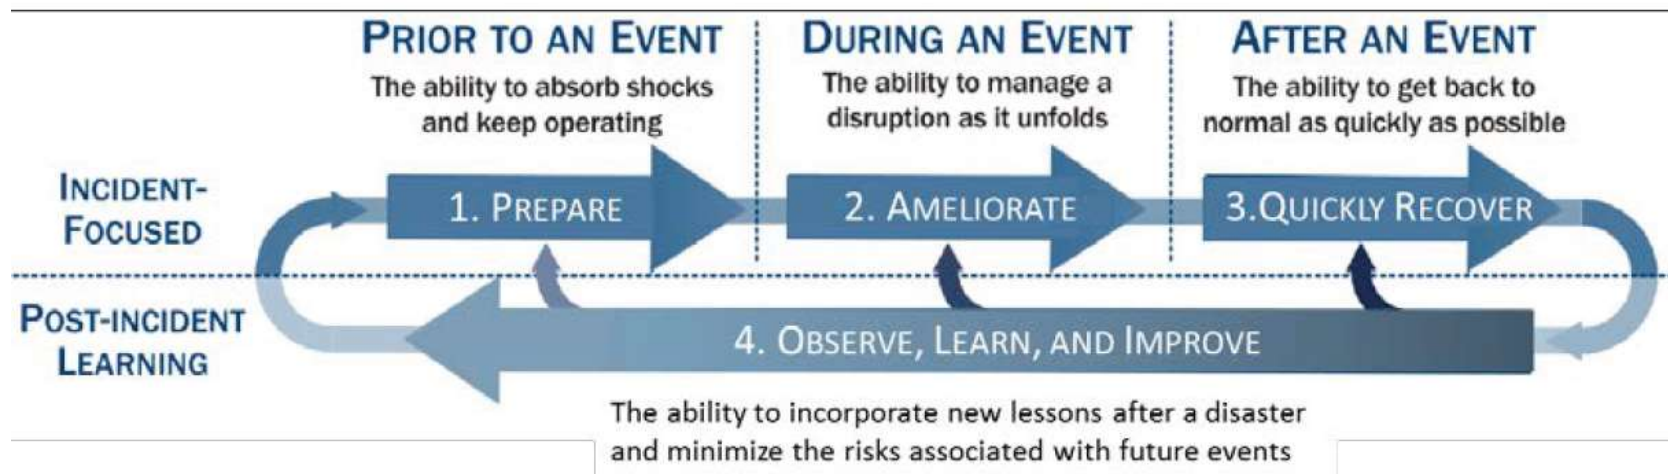 PRIOR TO AN EVENT
The ability to absorb shocks
and keep operating
DURING AN EVENT
The ability to manage a
disruption as it unfolds
AFTER AN EVENT
The ability to get back to
normal as quickly as possible
INCIDENT-
FOCUSED
1. PREPARE
2. AMELIORATE
3.QUICKLY RECOVER
POST-INCIDENT
LEARNING
4. OBSERVE, LEARN, AND IMPROVE
The ability to incorporate new lessons after a disaster
and minimize the risks associated with future events